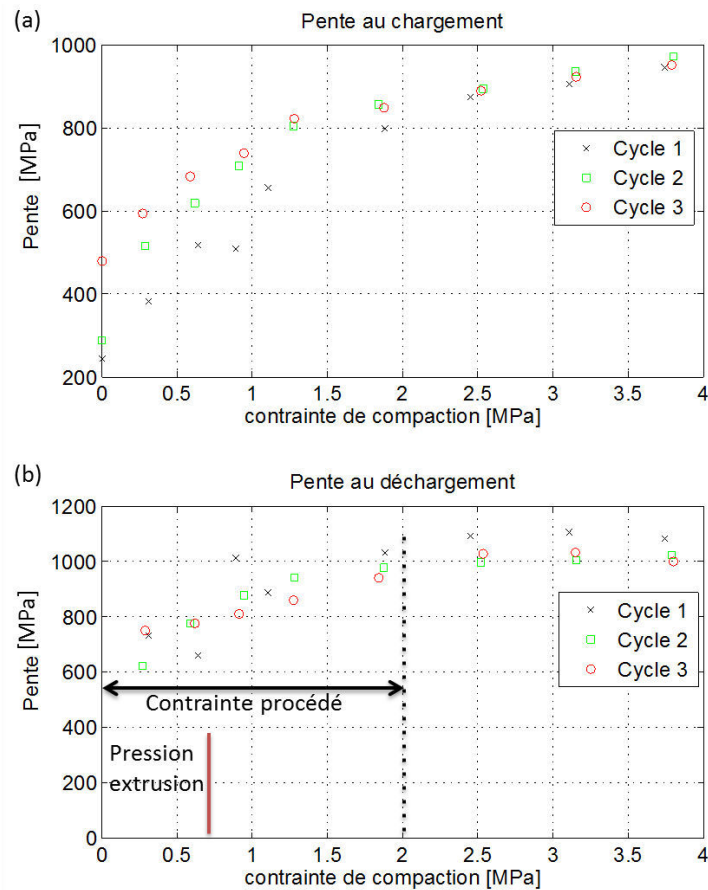 (a)
Pente au chargement
1000
800
600
400
200
Pente [MPa]
Cycle 1
Cycle 2
Cycle 3
0 0.5 1 1.5 2 2.5 3 3.5 4
contrainte de compaction [MPa]
(b)
Pente au déchargement
1200
1000
800
600
400
200
0
Pente [MPa]
Cycle 1
Cycle 2
Cycle 3
Contrainte procédé
Pression
extrusion
0 0.5 1 1.5 2 2.5 3 3.5 4
contrainte de compaction [MPa]